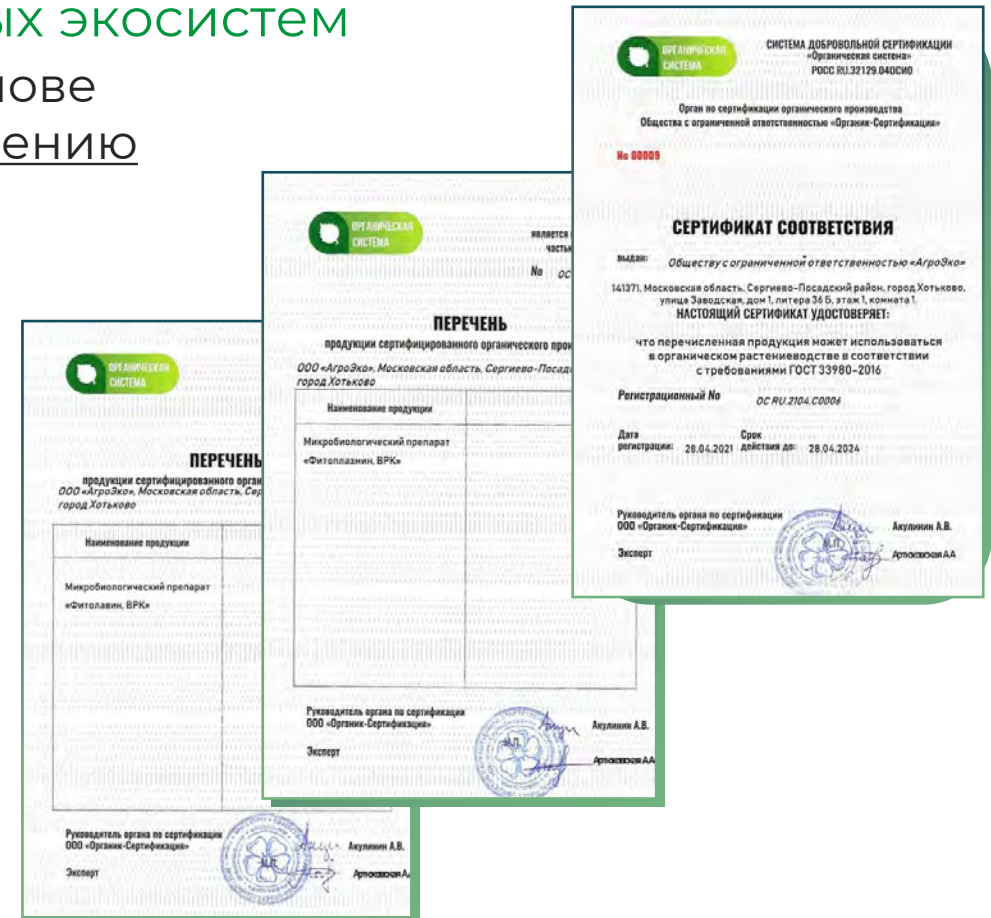 ых экосистем
нове
ению
ОРГАНИЧЕСКАЯ
СИСТЕМА
СИСТЕМА ДОБРОВОЛЬНОЙ СЕРТИФИКАЦИИ
«Органическая система»
РОСС RU.32129.04ОСИ0
Орган по сертификации органического производства
Общества с ограниченной ответственностью «Органик-Сертификация»
№ 00009
СЕРТИФИКАТ СООТВЕТСТВИЯ
выдан: Обществу с ограниченной ответственностью «АгроЭко»
141371, Московская область, Сергиево-Посадский район, город Хотьково,
улица Заводская, дом 1, литера 36 Б, этаж 1, комната 1.
НАСТОЯЩИЙ СЕРТИФИКАТ УДОСТОВЕРЯЕТ:
что перечисленная продукция может использоваться
в органическом растениеводстве в соответствии
с требованиями ГОСТ 33980-2016
Регистрационный № ОС RU.2104.С0006
Дата регистрации: 28.04.2021 Срок действия до: 28.04.2024
Руководитель органа по сертификации
ООО «Органик-Сертификация» Акулинин А.В.
М.П.
Эксперт
ОРГАНИЧЕСКАЯ
СИСТЕМА
является
часть
№ ОС
ПЕРЕЧЕНЬ
продукции сертифицированного органического прои
ООО «АгроЭко», Московская область, Сергиево-Посад
город Хотьково
Наименование продукции
Микробиологический препарат
«Фитоплазмин, ВРК»
Руководитель органа по сертификации
ООО «Органик-Сертификация» Акулинин А.В.
М.П.
Эксперт
ОРГАНИЧЕСКАЯ
СИСТЕМА
ПЕРЕЧЕНЬ
продукции сертифицированного орган
ООО «АгроЭко», Московская область, Сер
город Хотьково
Наименование продукции
Микробиологический препарат
«Фитолавин, ВРК»
Руководитель органа по сертификации
ООО «Органик-Сертификация» Акулинин А.В.
М.П.
Эксперт